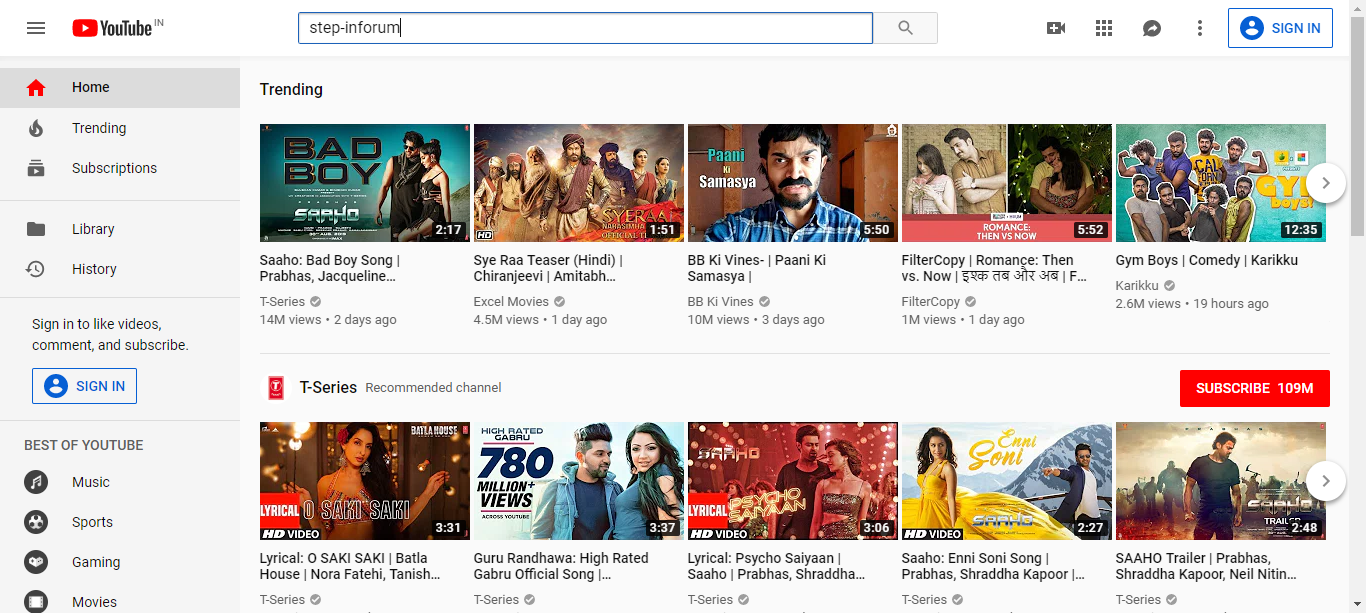 YouTube IN
step-inforum
SIGN IN
Home
Trending
Subscriptions
Library
History
Sign in to like videos,
comment, and subscribe.
SIGN IN
BEST OF YOUTUBE
Music
Sports
Gaming
Movies
Trending
BAD
BOY
SAAHO
2:17
SYERAA
NARASIMHA
OFFICIAL
HD
1:51
Paani
Ki
Samasya
5:50
ROMANCE:
THEN VS NOW
5:52
GYM
boys!
12:35
Saaho: Bad Boy Song |
Prabhas, Jacqueline...
T-Series
14M views • 2 days ago
Sye Raa Teaser (Hindi) |
Chiranjeevi | Amitabh...
Excel Movies
4.5M views • 1 day ago
BB Ki Vines- | Paani Ki
Samasya |
BB Ki Vines
10M views • 3 days ago
FilterCopy | Romance: Then
vs. Now | इश्क़ तब और अब | F...
FilterCopy
1M views • 1 day ago
Gym Boys | Comedy | Karikku
Karikku
2.6M views • 19 hours ago
T-Series Recommended channel
SUBSCRIBE 109M
BATLA HOUSE
LYRICAL O SAKI SAKI
HD VIDEO
3:31
HIGH RATED
GABRU
780
MILLION+
VIEWS
ACROSS YOUTUBE
3:37
SAAHO
LYRICAL PSYCHO
SAIYAAN
HD VIDEO
3:06
Enni
Soni
SAAHO
HD VIDEO
2:27
PRABHAS
SAAHO
TRAILER
2:48
Lyrical: O SAKI SAKI | Batla
House | Nora Fatehi, Tanish...
T-Series
Guru Randhawa: High Rated
Gabru Official Song |...
T-Series
Lyrical: Psycho Saiyaan |
Saaho | Prabhas, Shraddha...
T-Series
Saaho: Enni Soni Song |
Prabhas, Shraddha Kapoor |...
T-Series
SAAHO Trailer | Prabhas,
Shraddha Kapoor, Neil Nitin...
T-Series